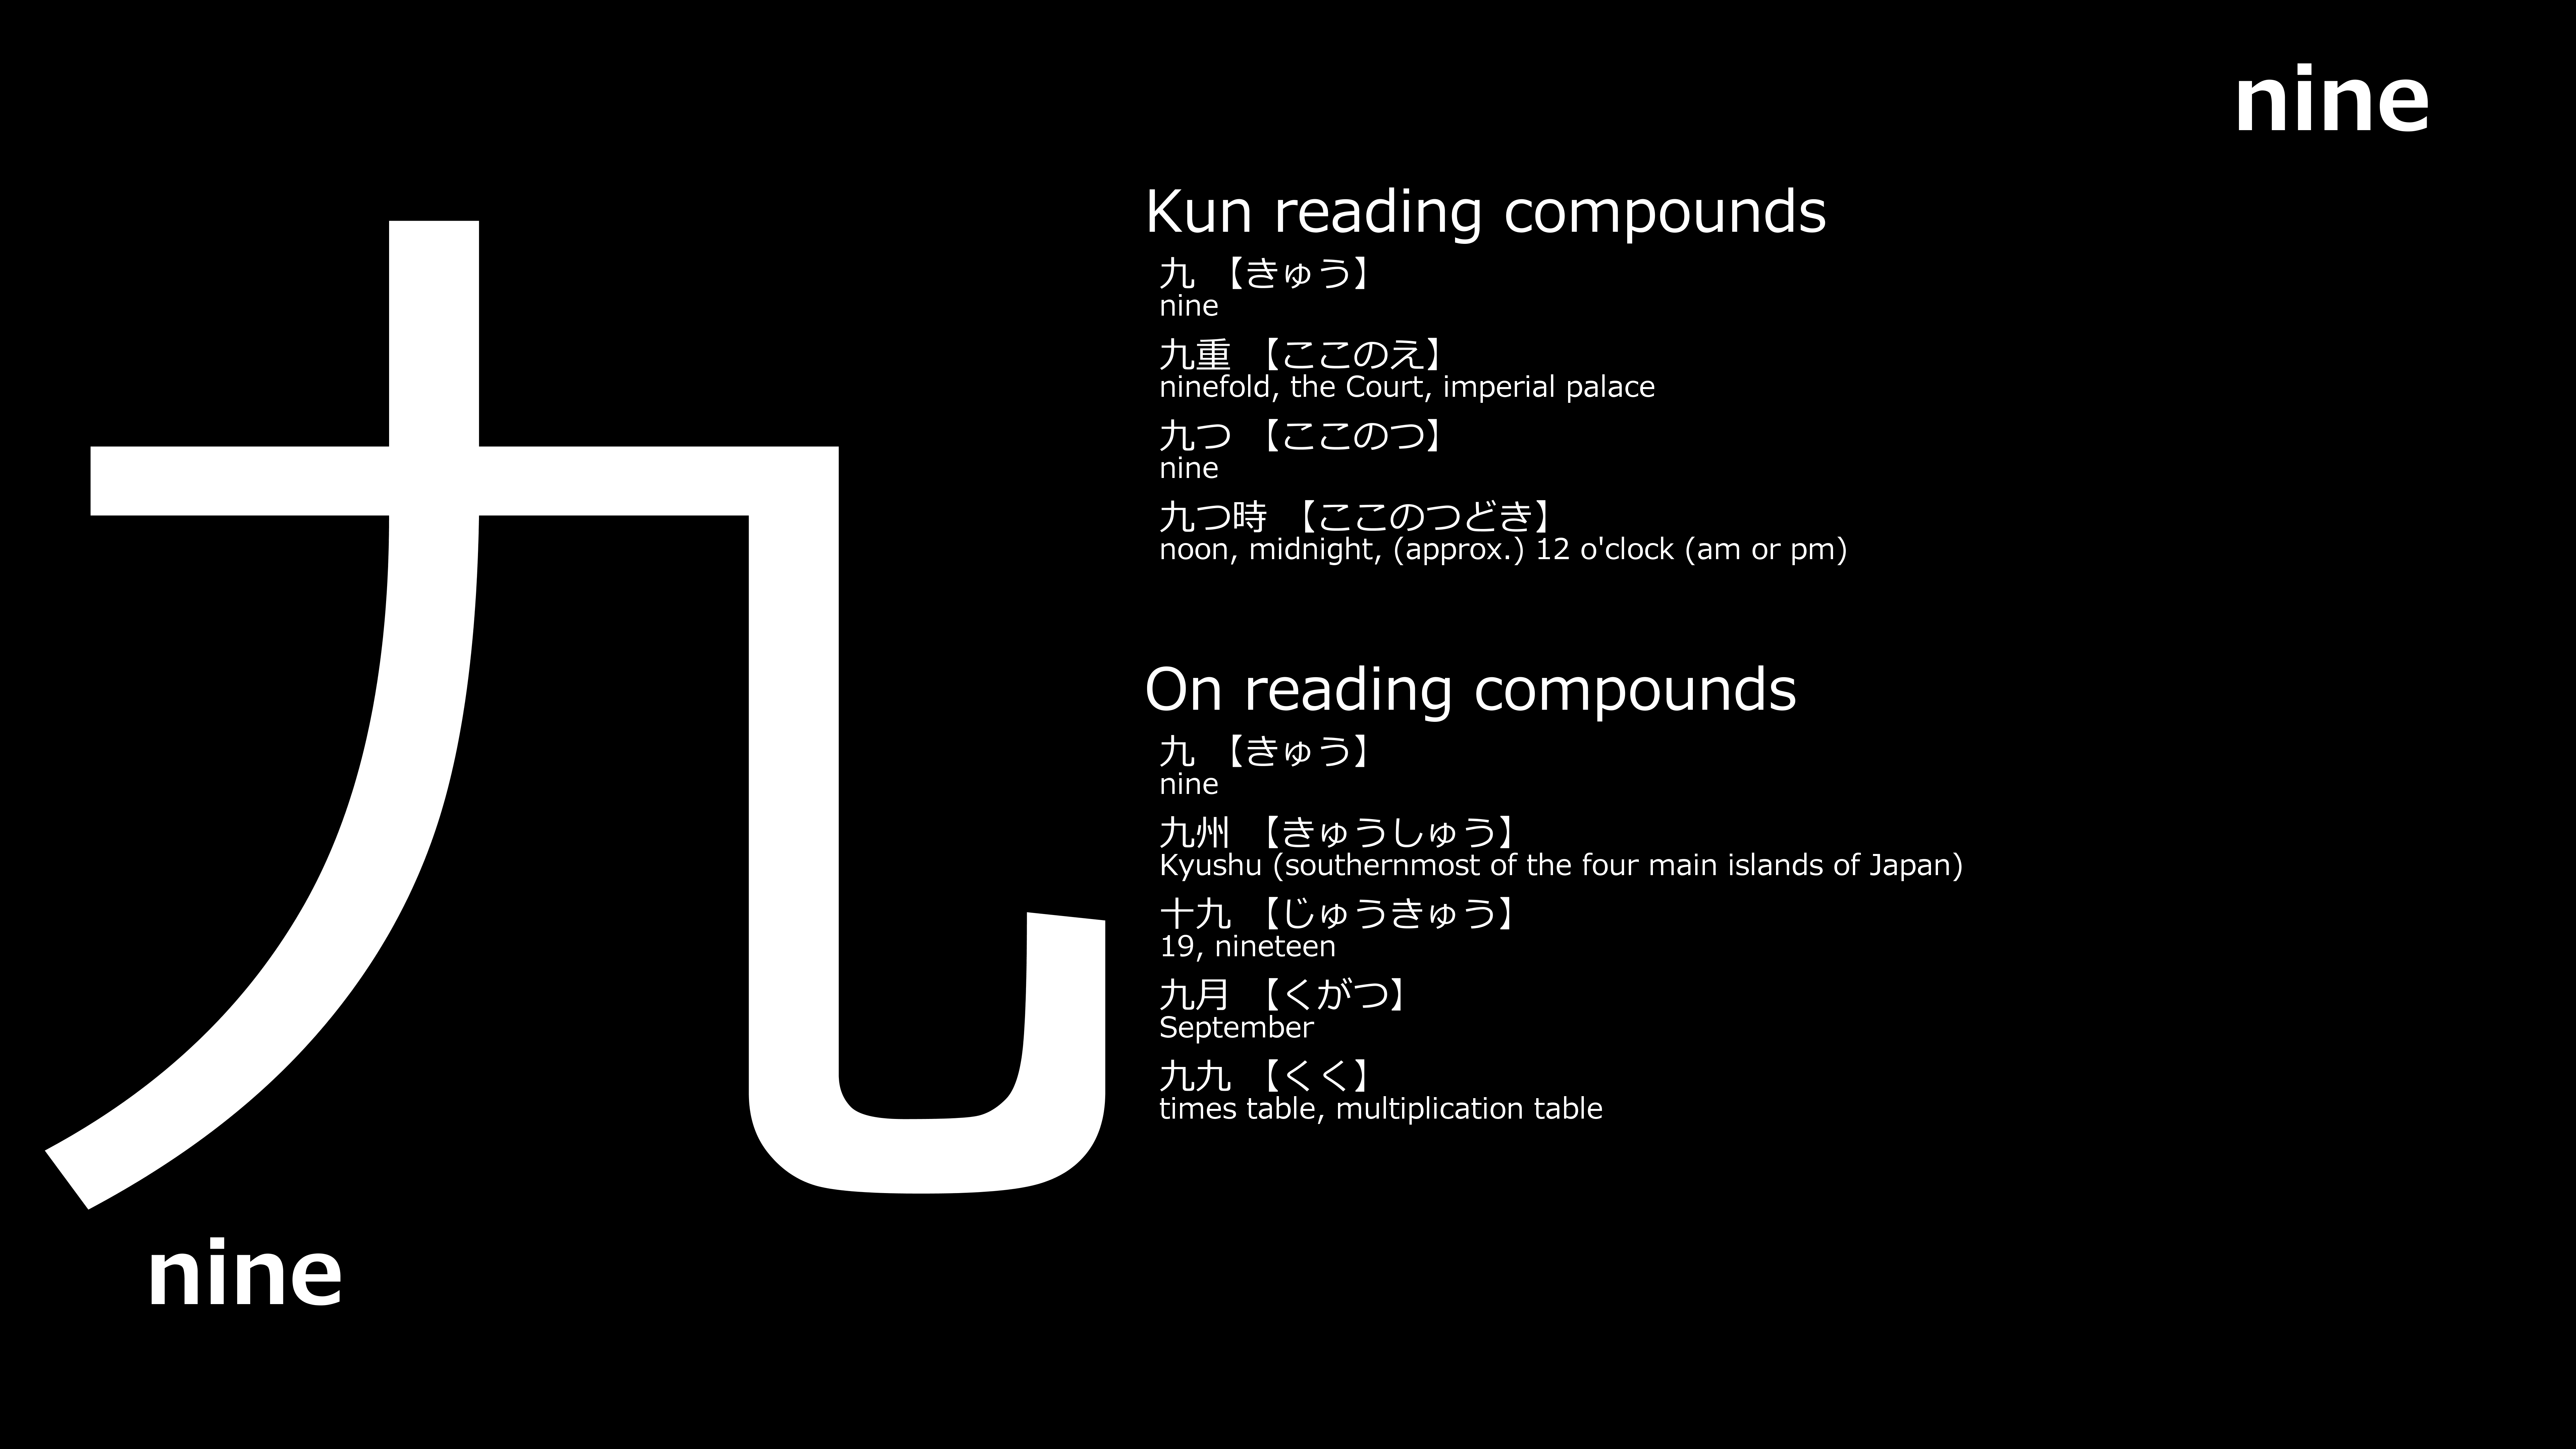 nine
九
nine
Kun reading compounds
九 【きゅう】
nine
九重 【ここのえ】
ninefold, the Court, imperial palace
九つ 【ここのつ】
nine
九つ時 【ここのつどき】
noon, midnight, (approx.) 12 o'clock (am or pm)
On reading compounds
九 【きゅう】
nine
九州 【きゅうしゅう】
Kyushu (southernmost of the four main islands of Japan)
十九 【じゅうきゅう】
19, nineteen
九月 【くがつ】
September
九九 【くく】
times table, multiplication table